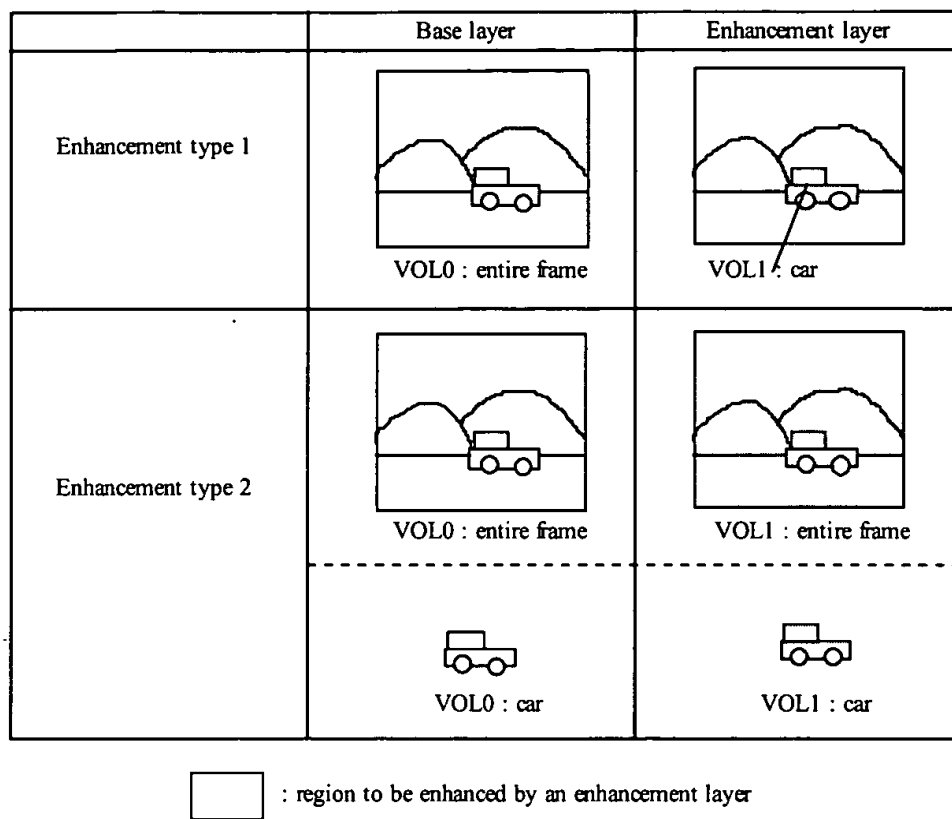 Base layer
Enhancement layer
Enhancement type 1
VOL0 : entire frame
VOL1 : car
Enhancement type 2
VOL0 : entire frame
VOL1 : entire frame
VOL0 : car
VOL1 : car
: region to be enhanced by an enhancement layer